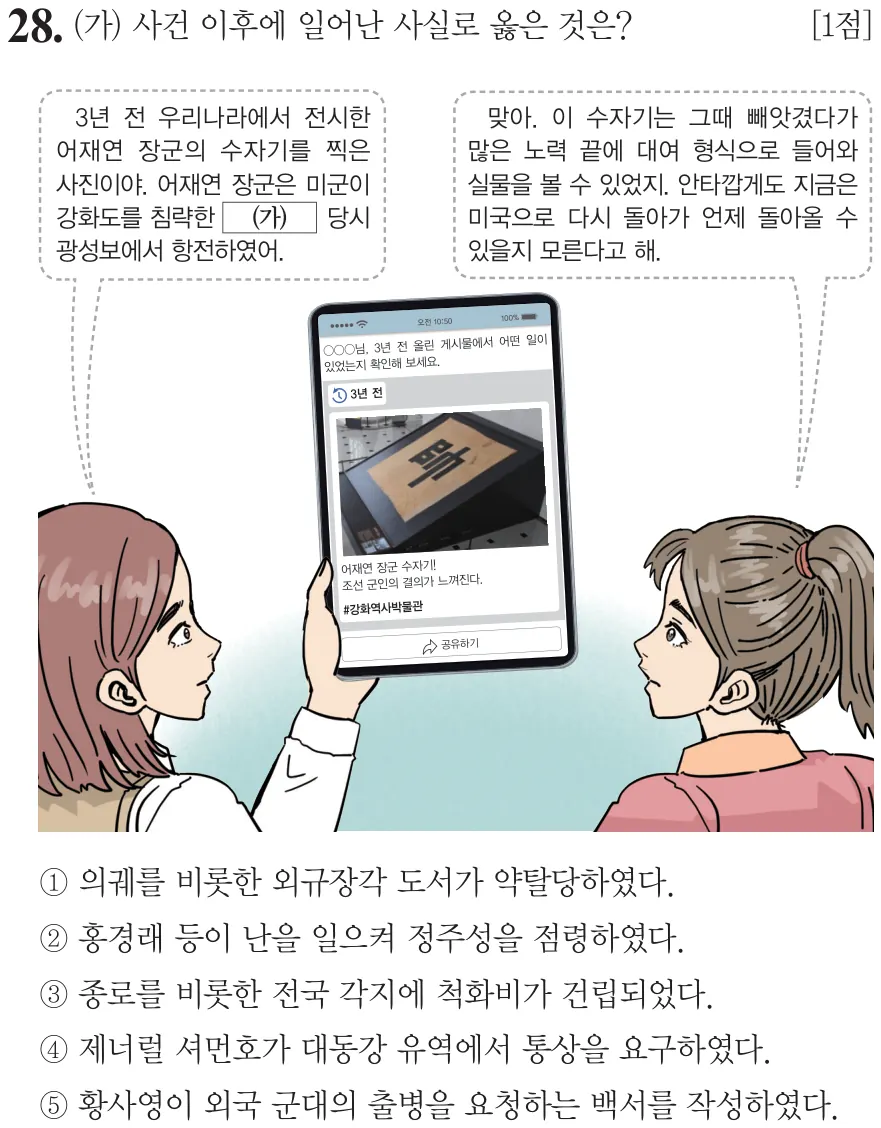 28. (가) 사건 이후에 일어난 사실로 옳은 것은? [1점]
3년 전 우리나라에서 전시한
어재연 장군의 수자기를 찍은
사진이야. 어재연 장군은 미군이
강화도를 침략한 (가) 당시
광성보에서 항전하였어.
맞아. 이 수자기는 그때 빼앗겼다가
많은 노력 끝에 대여 형식으로 들어와
실물을 볼 수 있었지. 안타깝게도 지금은
미국으로 다시 돌아가 언제 돌아올 수
있을지 모른다고 해.
오전 10:50 100%
○○○님, 3년 전 올린 게시물에서 어떤 일이
있었는지 확인해 보세요.
3년 전
帥
어재연 장군 수자기!
조선 군인의 결의가 느껴진다.
#강화역사박물관
공유하기
① 의궤를 비롯한 외규장각 도서가 약탈당하였다.
② 홍경래 등이 난을 일으켜 정주성을 점령하였다.
③ 종로를 비롯한 전국 각지에 척화비가 건립되었다.
④ 제너럴 셔먼호가 대동강 유역에서 통상을 요구하였다.
⑤ 황사영이 외국 군대의 출병을 요청하는 백서를 작성하였다.